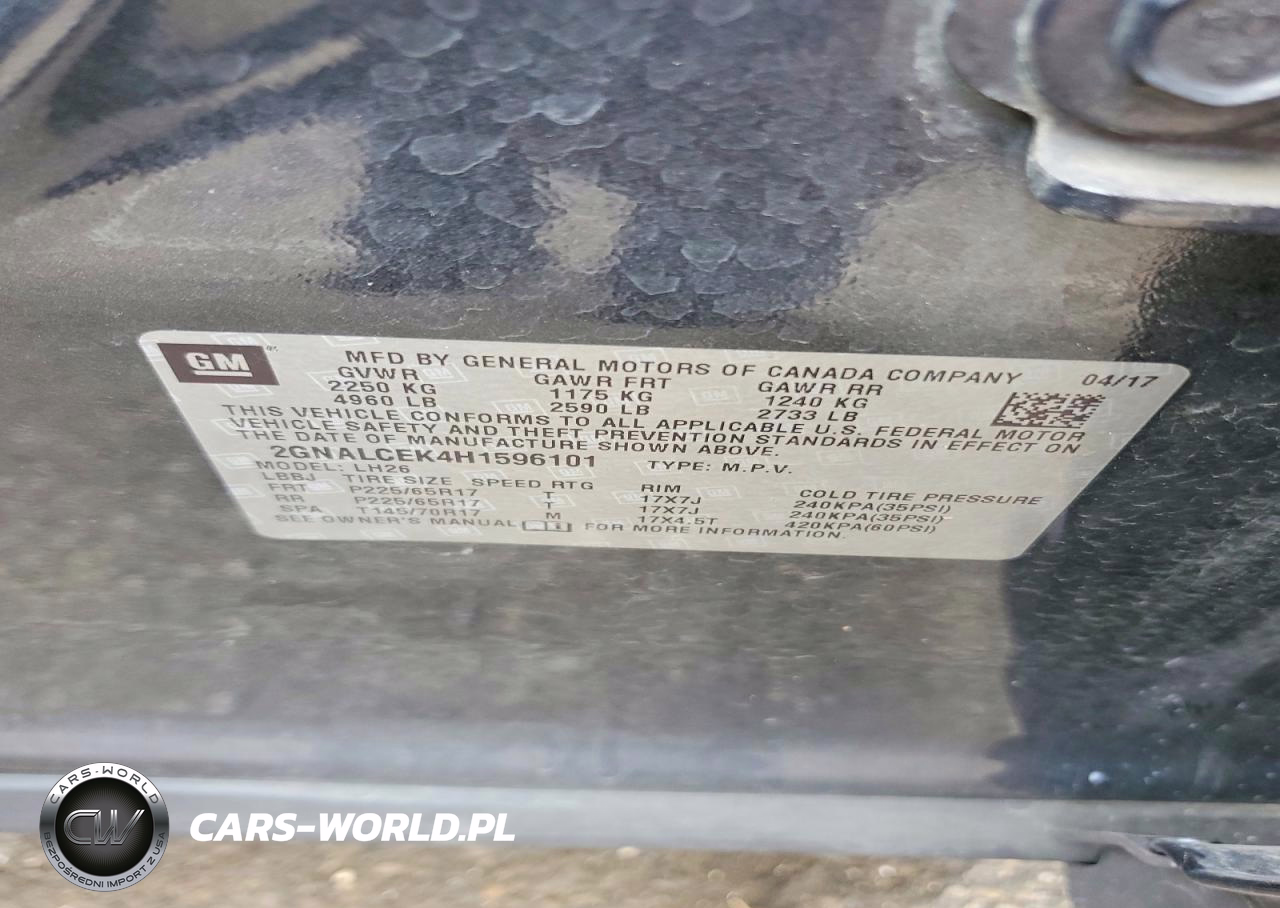 GM
MFD BY GENERAL MOTORS OF CANADA COMPANY 04/17
GVWR GAWR FRT GAWR RR
2250 KG 1175 KG 1240 KG
4960 LB 2590 LB 2733 LB
THIS VEHICLE CONFORMS TO ALL APPLICABLE U.S. FEDERAL MOTOR
VEHICLE SAFETY AND THEFT PREVENTION STANDARDS IN EFFECT ON
THE DATE OF MANUFACTURE SHOWN ABOVE.
2GNALCEK4H1596101 TYPE: M.P.V.
MODEL: LH26
LBBJ TIRE SIZE SPEED RTG RIM COLD TIRE PRESSURE
FRT P225/65R17 T 17X7J 240KPA(35PSI)
RR P225/65R17 T 17X7J 240KPA(35PSI)
SPA T145/70R17 M 17X4.5T 420KPA(60PSI)
SEE OWNER'S MANUAL FOR MORE INFORMATION.
CARS-WORLD
CW
BEZPOŚREDNI IMPORT Z USA
CARS-WORLD.PL